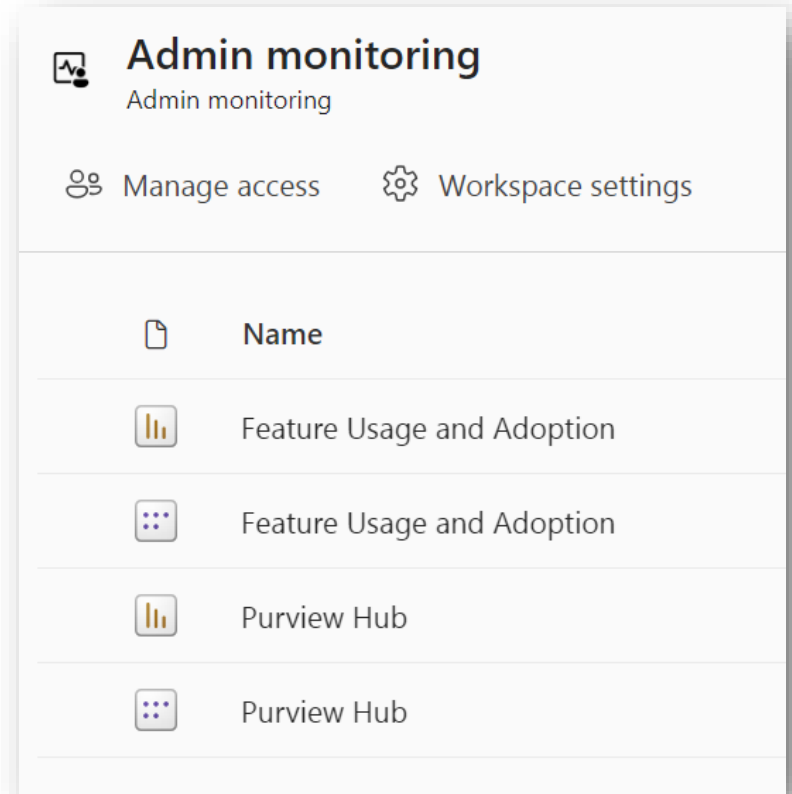 Admin monitoring
Admin monitoring
Manage access Workspace settings
Name
Feature Usage and Adoption
Feature Usage and Adoption
Purview Hub
Purview Hub